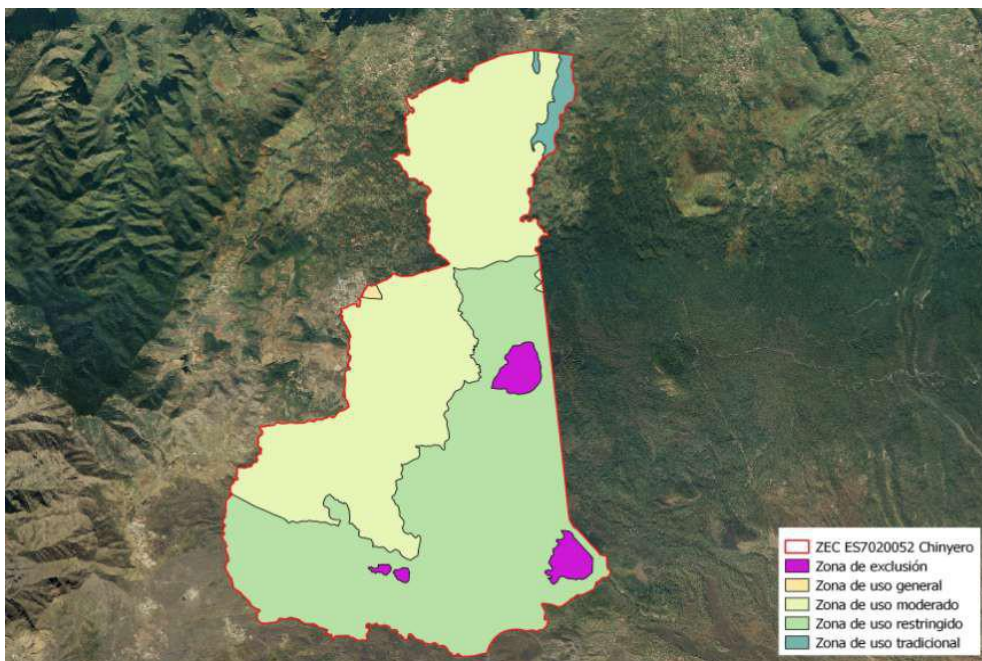 ZEC ES7020052 Chinyero
Zona de exclusión
Zona de uso general
Zona de uso moderado
Zona de uso restringido
Zona de uso tradicional